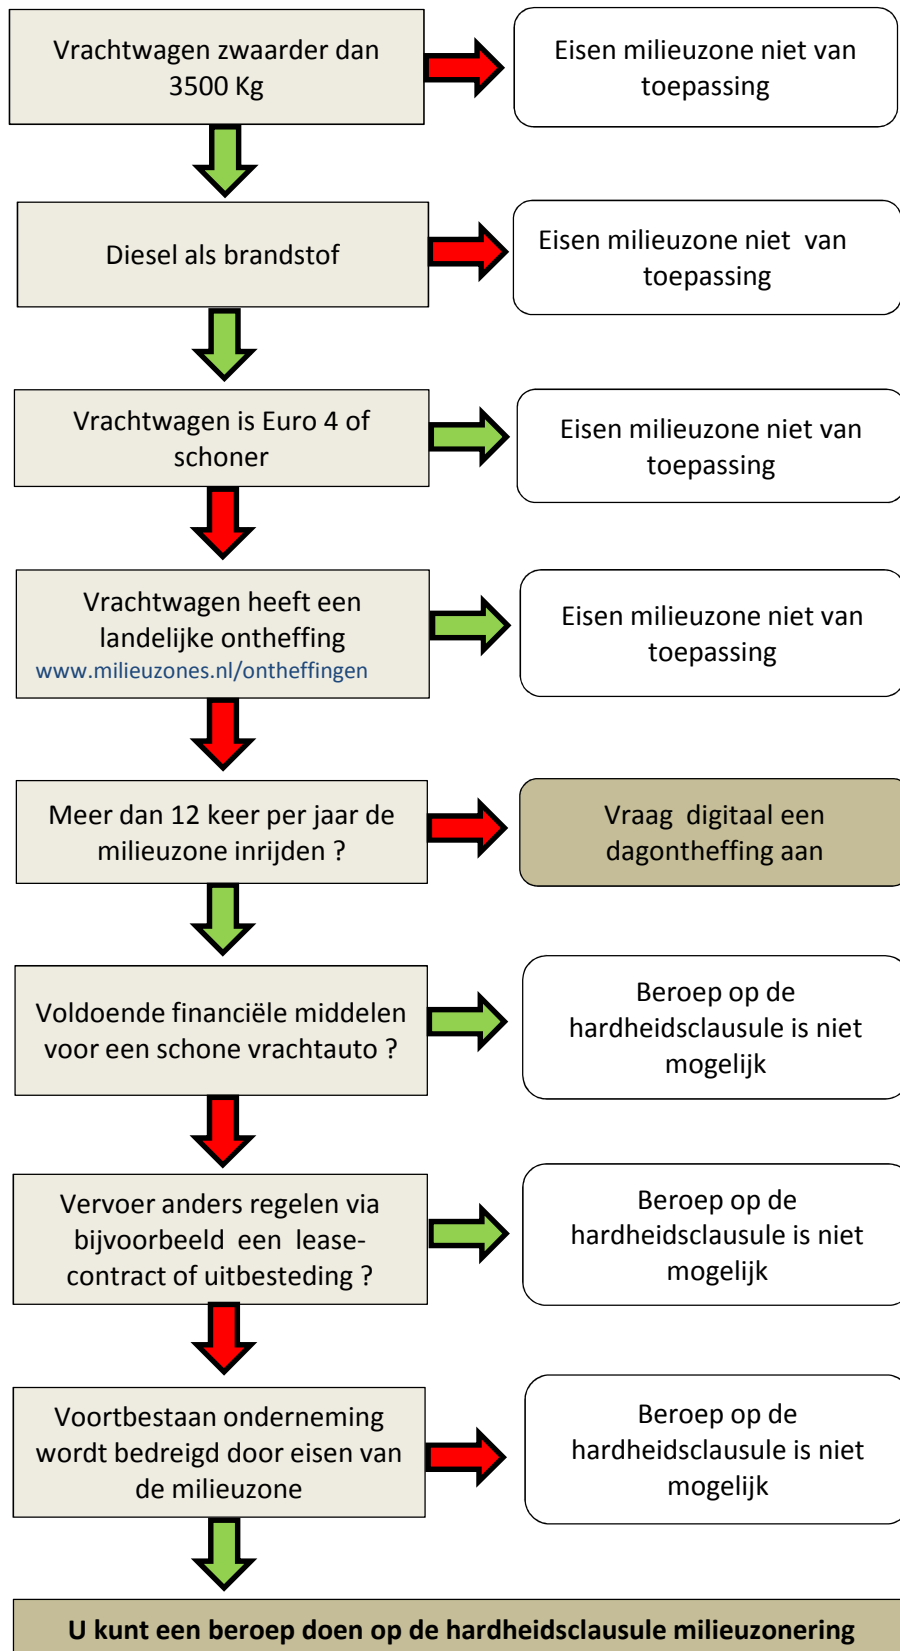 Vrachtwagen zwaarder dan
3500 Kg
Eisen milieuzone niet van
toepassing
Diesel als brandstof
Eisen milieuzone niet van
toepassing
Vrachtwagen is Euro 4 of
schoner
Eisen milieuzone niet van
toepassing
Vrachtwagen heeft een
landelijke ontheffing
www.milieuzones.nl/ontheffingen
Eisen milieuzone niet van
toepassing
Meer dan 12 keer per jaar de
milieuzone inrijden ?
Vraag digitaal een
dagontheffing aan
Voldoende financiële middelen
voor een schone vrachtauto ?
Beroep op de
hardheidsclausule is niet
mogelijk
Vervoer anders regelen via
bijvoorbeeld een lease-
contract of uitbesteding ?
Beroep op de
hardheidsclausule is niet
mogelijk
Voortbestaan onderneming
wordt bedreigd door eisen van
de milieuzone
Beroep op de
hardheidsclausule is niet
mogelijk
U kunt een beroep doen op de hardheidsclausule milieuzonering